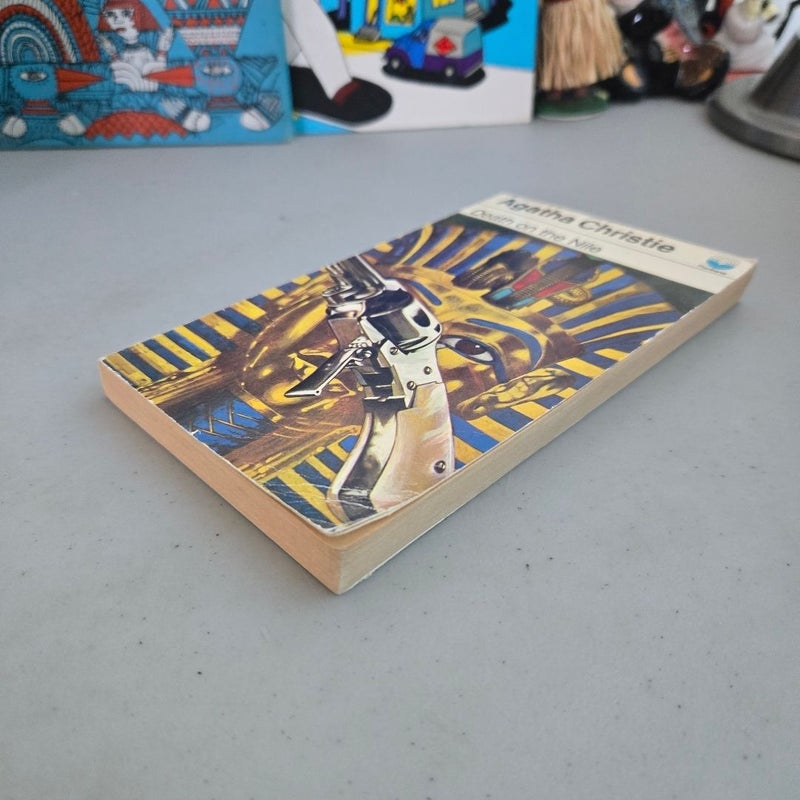 Agatha Christie
Death on the Nile